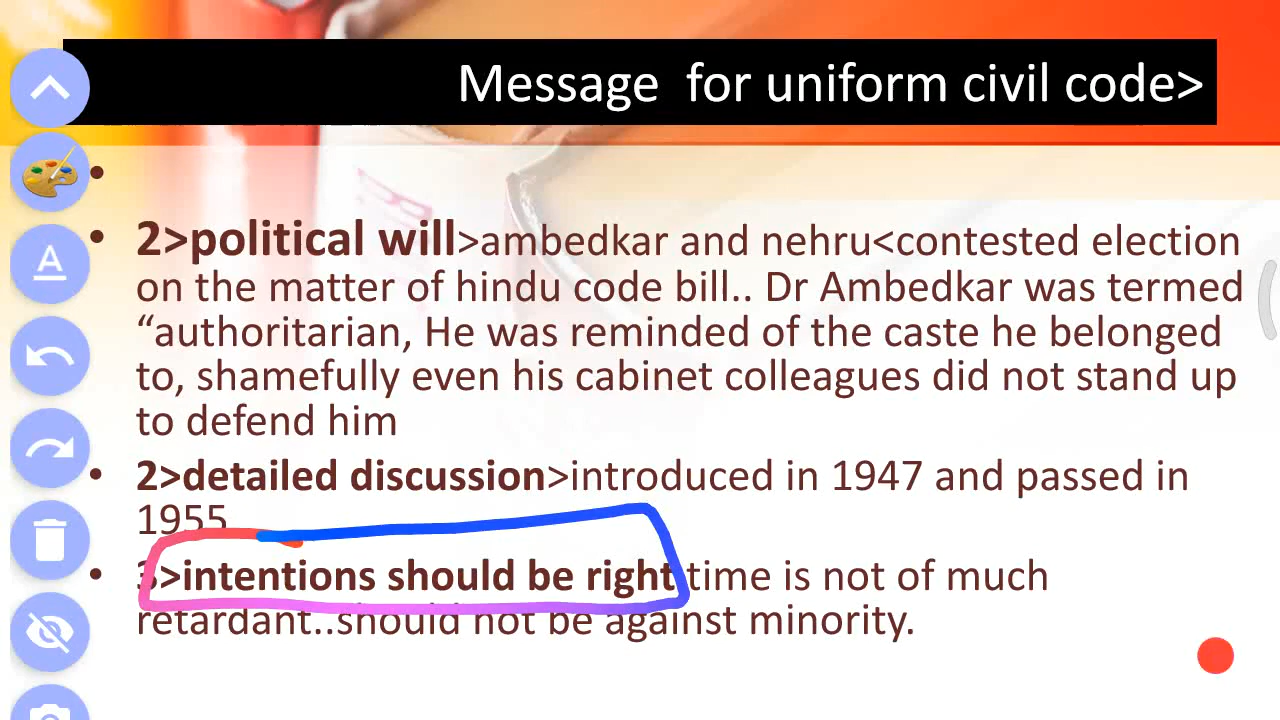 Message for uniform civil code>
2>political will>ambedkar and nehru<contested election
on the matter of hindu code bill.. Dr Ambedkar was termed
“authoritarian, He was reminded of the caste he belonged
to, shamefully even his cabinet colleagues did not stand up
to defend him
2>detailed discussion>introduced in 1947 and passed in
1955
3>intentions should be right time is not of much
retardant..should not be against minority.